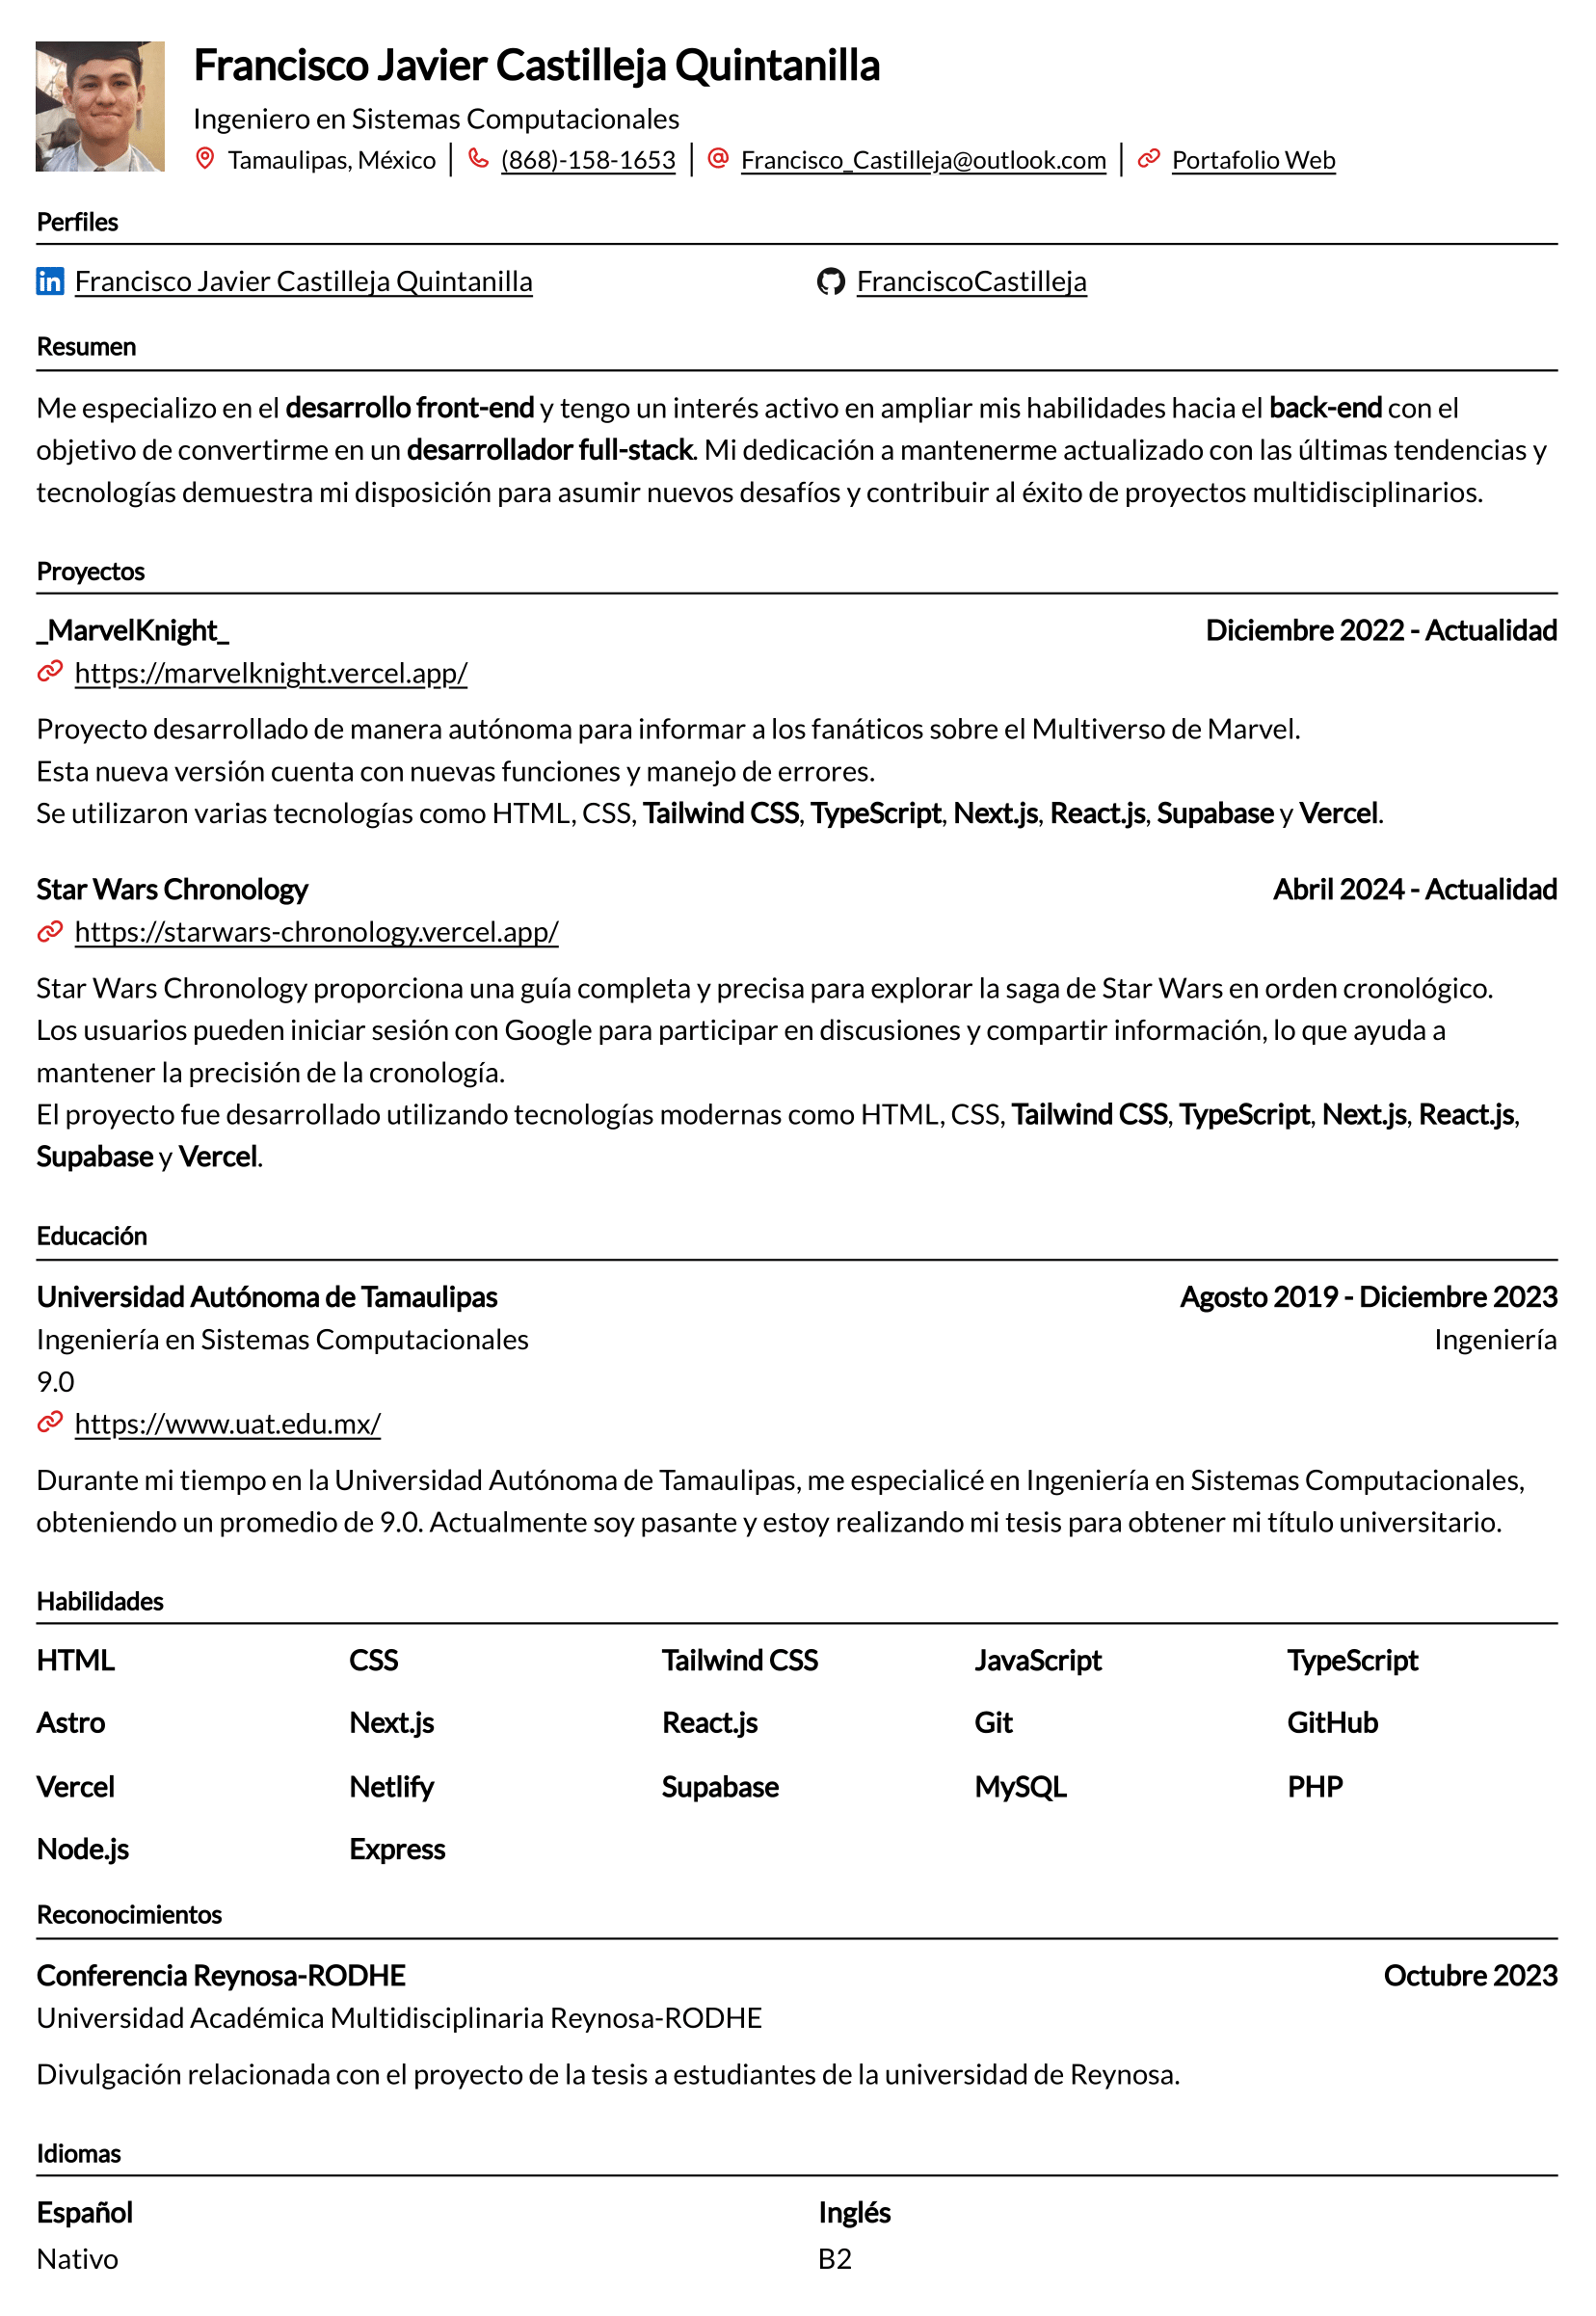 Francisco Javier Castilleja Quintanilla
Ingeniero en Sistemas Computacionales
Tamaulipas, México | (868)-158-1653 | Francisco_Castilleja@outlook.com | Portafolio Web
Perfiles
Francisco Javier Castilleja Quintanilla FranciscoCastilleja
Resumen
Me especializo en el desarrollo front-end y tengo un interés activo en ampliar mis habilidades hacia el back-end con el
objetivo de convertirme en un desarrollador full-stack. Mi dedicación a mantenerme actualizado con las últimas tendencias y
tecnologías demuestra mi disposición para asumir nuevos desafíos y contribuir al éxito de proyectos multidisciplinarios.
Proyectos
_MarvelKnight_ Diciembre 2022 - Actualidad
https://marvelknight.vercel.app/
Proyecto desarrollado de manera autónoma para informar a los fanáticos sobre el Multiverso de Marvel.
Esta nueva versión cuenta con nuevas funciones y manejo de errores.
Se utilizaron varias tecnologías como HTML, CSS, Tailwind CSS, TypeScript, Next.js, React.js, Supabase y Vercel.
Star Wars Chronology Abril 2024 - Actualidad
https://starwars-chronology.vercel.app/
Star Wars Chronology proporciona una guía completa y precisa para explorar la saga de Star Wars en orden cronológico.
Los usuarios pueden iniciar sesión con Google para participar en discusiones y compartir información, lo que ayuda a
mantener la precisión de la cronología.
El proyecto fue desarrollado utilizando tecnologías modernas como HTML, CSS, Tailwind CSS, TypeScript, Next.js, React.js,
Supabase y Vercel.
Educación
Universidad Autónoma de Tamaulipas Agosto 2019 - Diciembre 2023
Ingeniería en Sistemas Computacionales Ingeniería
9.0
https://www.uat.edu.mx/
Durante mi tiempo en la Universidad Autónoma de Tamaulipas, me especialicé en Ingeniería en Sistemas Computacionales,
obteniendo un promedio de 9.0. Actualmente soy pasante y estoy realizando mi tesis para obtener mi título universitario.
Habilidades
HTML CSS Tailwind CSS JavaScript TypeScript
Astro Next.js React.js Git GitHub
Vercel Netlify Supabase MySQL PHP
Node.js Express
Reconocimientos
Conferencia Reynosa-RODHE Octubre 2023
Universidad Académica Multidisciplinaria Reynosa-RODHE
Divulgación relacionada con el proyecto de la tesis a estudiantes de la universidad de Reynosa.
Idiomas
Español Inglés
Nativo B2